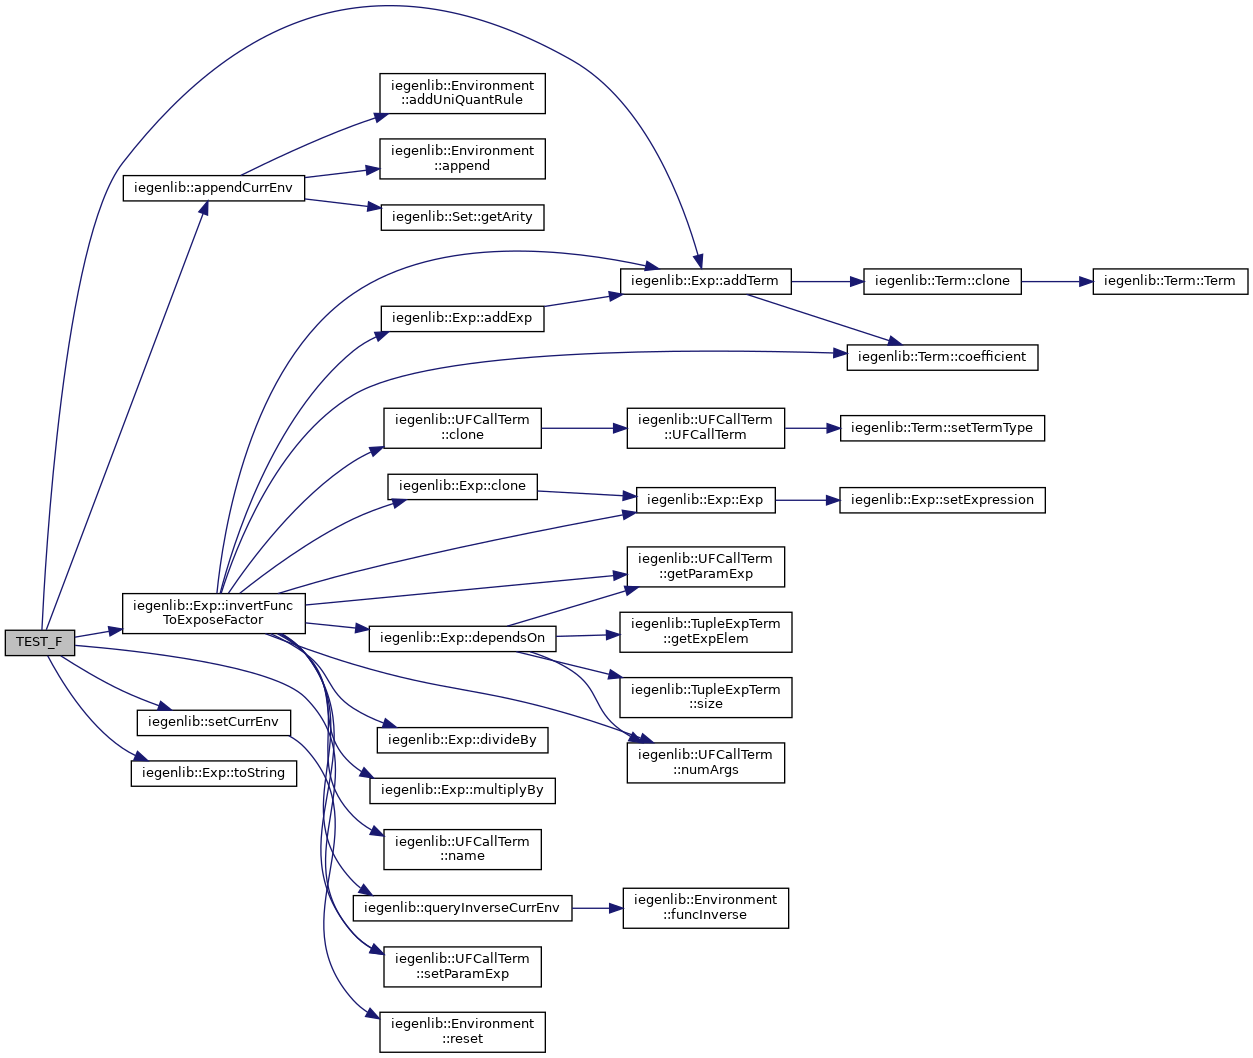 iegenlib::Environment
::addUniQuantRule
iegenlib::Environment
::append
iegenlib::appendCurrEnv
iegenlib::Set::getArity
iegenlib::Exp::addTerm
iegenlib::Term::clone
iegenlib::Term::Term
iegenlib::Exp::addExp
iegenlib::Term::coefficient
iegenlib::UFCallTerm
::clone
iegenlib::UFCallTerm
::UFCallTerm
iegenlib::Term::setTermType
iegenlib::Exp::clone
iegenlib::Exp::Exp
iegenlib::Exp::setExpression
iegenlib::UFCallTerm
::getParamExp
iegenlib::Exp::invertFunc
ToExposeFactor
TEST_F
iegenlib::Exp::dependsOn
iegenlib::TupleExpTerm
::getExpElem
iegenlib::TupleExpTerm
::size
iegenlib::setCurrEnv
iegenlib::Exp::divideBy
iegenlib::UFCallTerm
::numArgs
iegenlib::Exp::toString
iegenlib::Exp::multiplyBy
iegenlib::UFCallTerm
::name
iegenlib::queryInverseCurrEnv
iegenlib::Environment
::funcInverse
iegenlib::UFCallTerm
::setParamExp
iegenlib::Environment
::reset